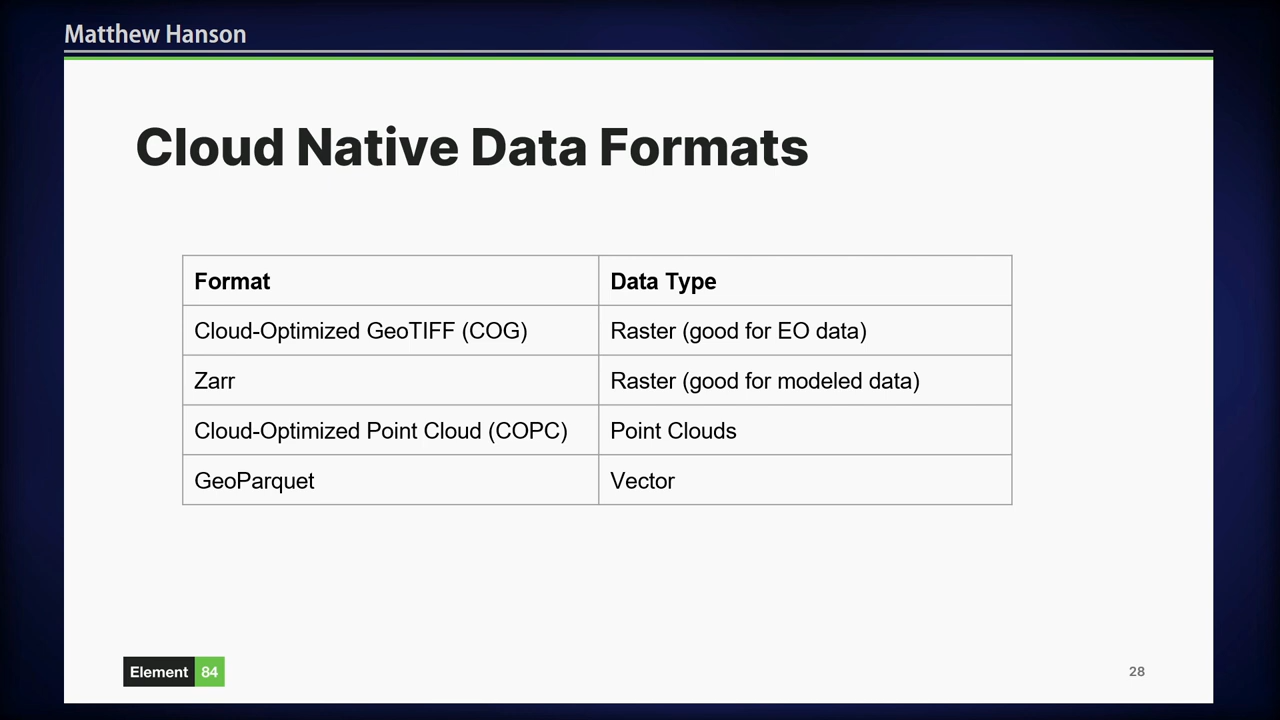 Matthew Hanson
Cloud Native Data Formats
Format Data Type
Cloud-Optimized GeoTIFF (COG) Raster (good for EO data)
Zarr Raster (good for modeled data)
Cloud-Optimized Point Cloud (COPC) Point Clouds
GeoParquet Vector
Element 84 28